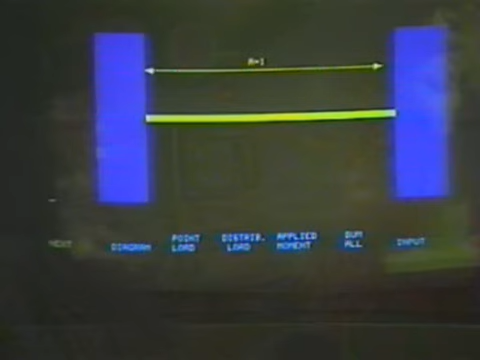 A=1
NEXT
DIAGRAM
POINT
LOAD
DISTRIB.
LOAD
APPLIED
MOMENT
SUM
ALL
INPUT